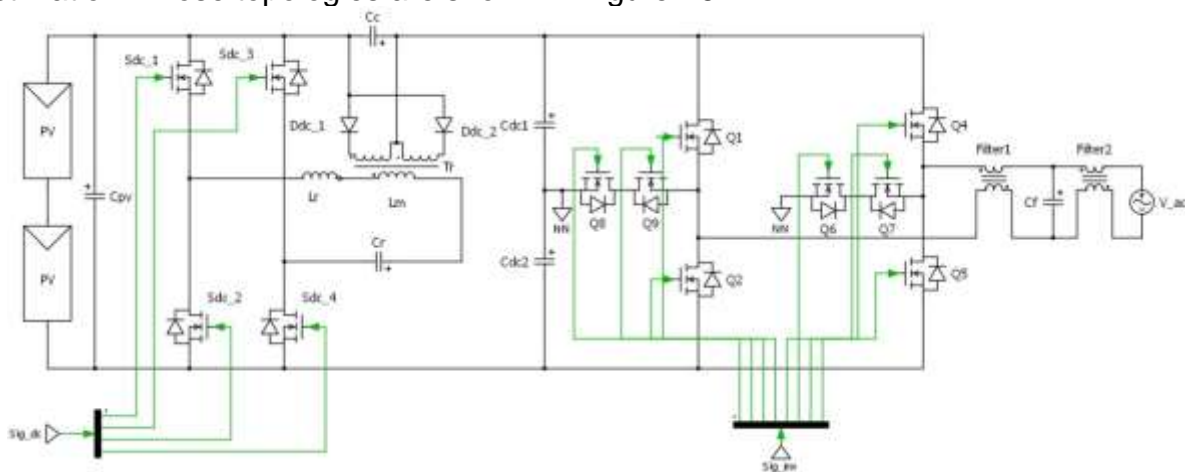 Cc
Sdc_1
Sdc_3
PV
Ddc_1
Ddc_2
Cdc1
Q1
Q4
Tr
Filter1
Filter2
Cpv
Lr
Lm
NN
Q8
Q9
NN
Q6
Q7
Cf
V_ac
Cr
Cdc2
Q2
Q5
PV
Sdc_2
Sdc_4
Sig_dc